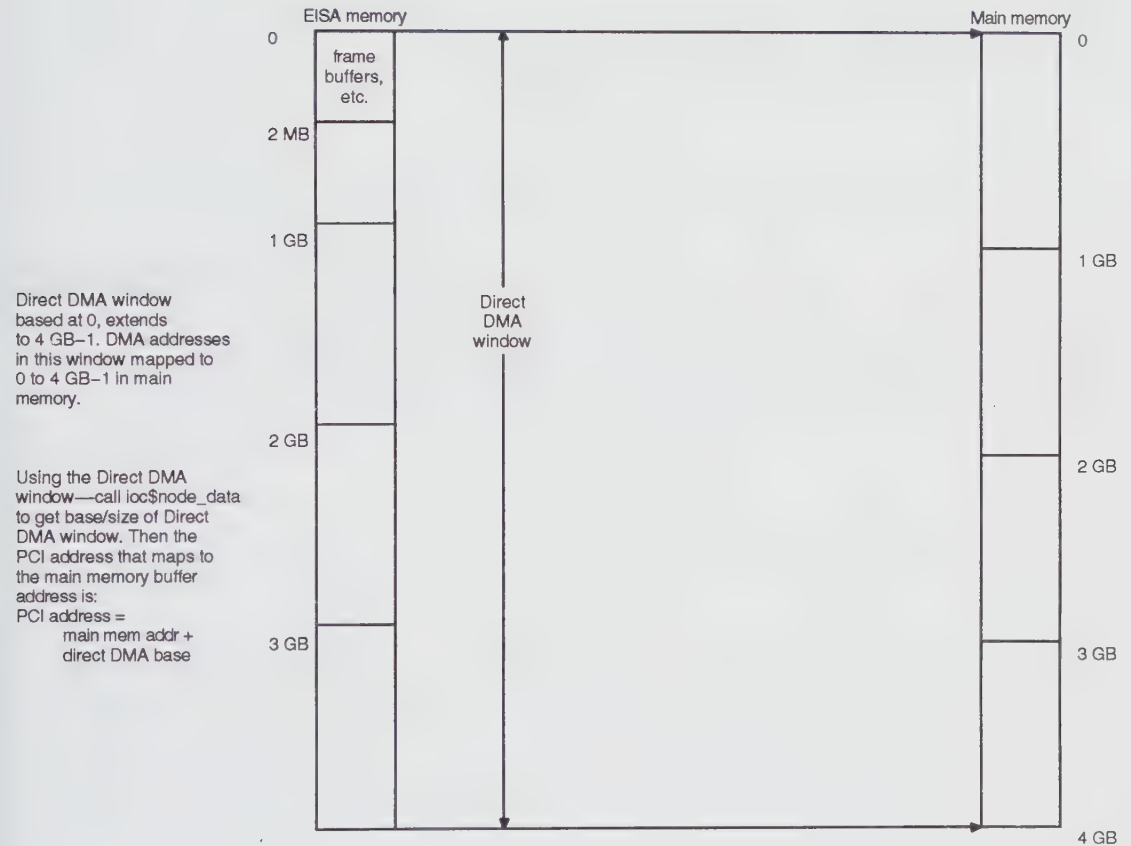 EISA memory
Main memory
0
0
frame
buffers,
etc.
2 MB
1 GB
1 GB
Direct DMA window
based at 0, extends
to 4 GB–1. DMA addresses
in this window mapped to
0 to 4 GB–1 in main
memory.
Direct
DMA
window
2 GB
2 GB
Using the Direct DMA
window—call ioc$node_data
to get base/size of Direct
DMA window. Then the
PCI address that maps to
the main memory buffer
address is:
PCI address =
main mem addr +
direct DMA base
3 GB
3 GB
4 GB